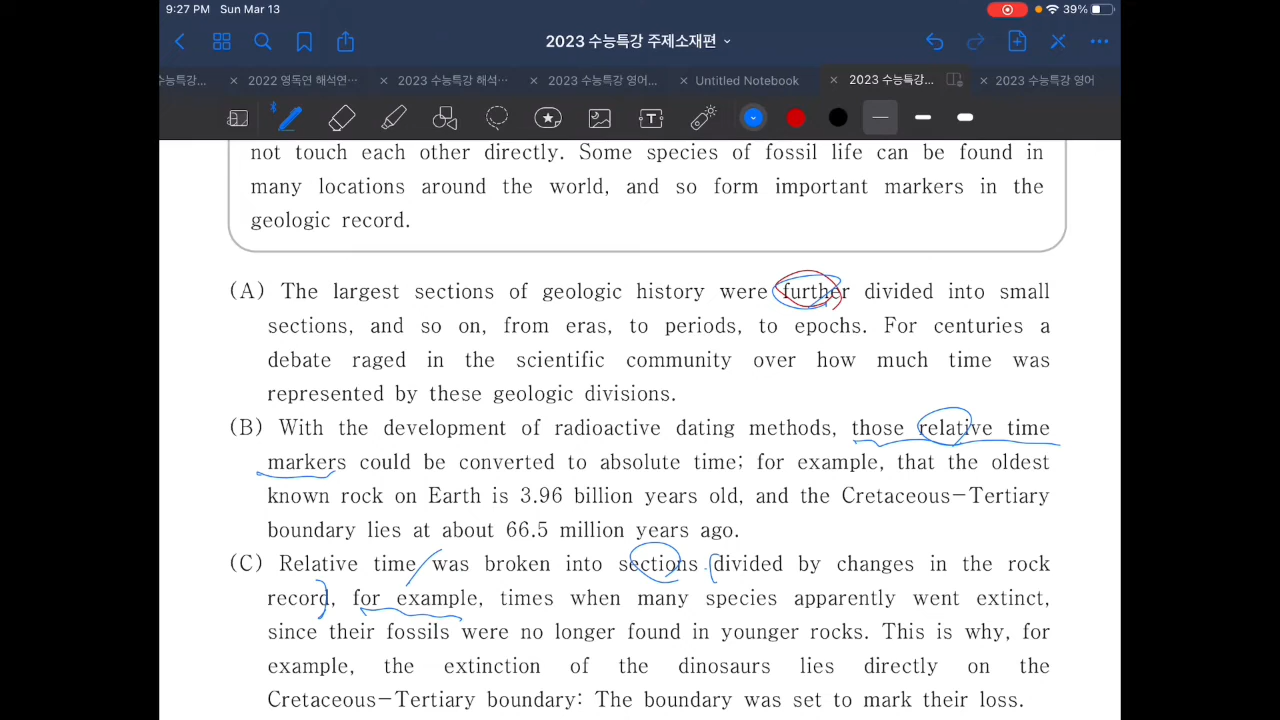 9:27 PM Sun Mar 13 39%
2023 수능특강 주제소재편
수능특강... 2022 영독연 해석연... 2023 수능특강 해석... 2023 수능특강 영어... Untitled Notebook 2023 수능특강... 2023 수능특강 영어
not touch each other directly. Some species of fossil life can be found in
many locations around the world, and so form important markers in the
geologic record.
(A) The largest sections of geologic history were further divided into small
sections, and so on, from eras, to periods, to epochs. For centuries a
debate raged in the scientific community over how much time was
represented by these geologic divisions.
(B) With the development of radioactive dating methods, those relative time
markers could be converted to absolute time; for example, that the oldest
known rock on Earth is 3.96 billion years old, and the Cretaceous-Tertiary
boundary lies at about 66.5 million years ago.
(C) Relative time was broken into sections divided by changes in the rock
record, for example, times when many species apparently went extinct,
since their fossils were no longer found in younger rocks. This is why, for
example, the extinction of the dinosaurs lies directly on the
Cretaceous-Tertiary boundary: The boundary was set to mark their loss.